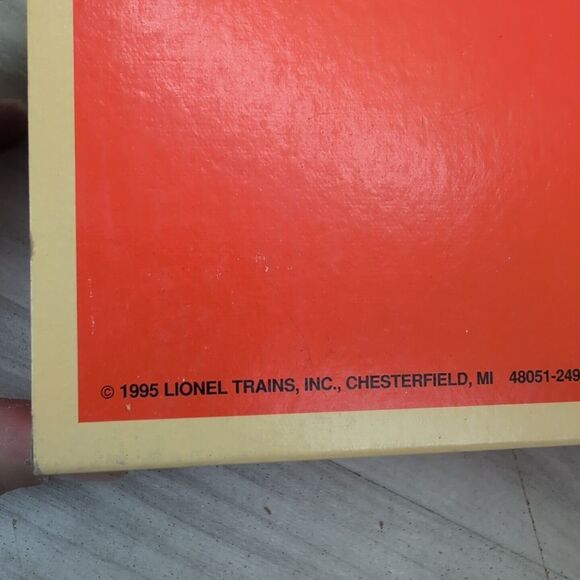 © 1995 LIONEL TRAINS, INC., CHESTERFIELD, MI 48051-249